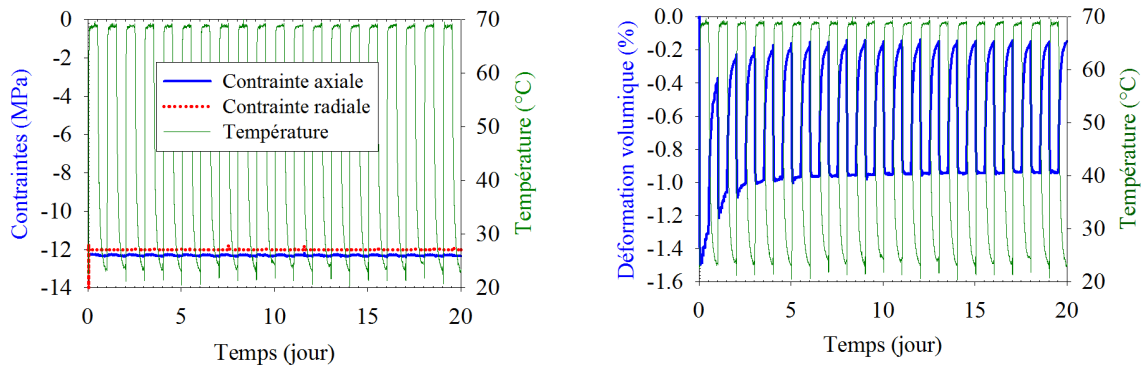 0
-2
-4
-6
-8
-10
-12
-14
Contraintes (MPa)
Contrainte axiale
Contrainte radiale
Température
70
60
50
40
30
20
Température (°C)
0 5 10 15 20
Temps (jour)
0.0
-0.2
-0.4
-0.6
-0.8
-1.0
-1.2
-1.4
-1.6
Déformation volumique (%
70
60
50
40
30
20
Température (°C)
0 5 10 15 20
Temps (jour)